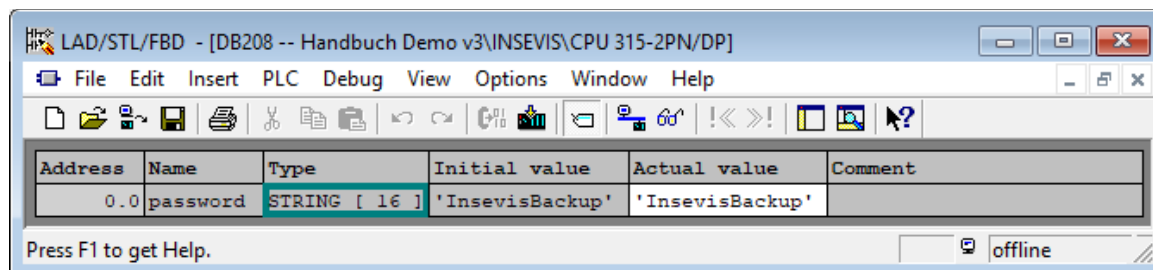 LAD/STL/FBD - [DB208 -- Handbuch Demo v3\INSEVIS\CPU 315-2PN/DP]
File Edit Insert PLC Debug View Options Window Help
Address Name Type Initial value Actual value Comment
0.0 password STRING [ 16 ] 'InsevisBackup' 'InsevisBackup'
Press F1 to get Help. offline